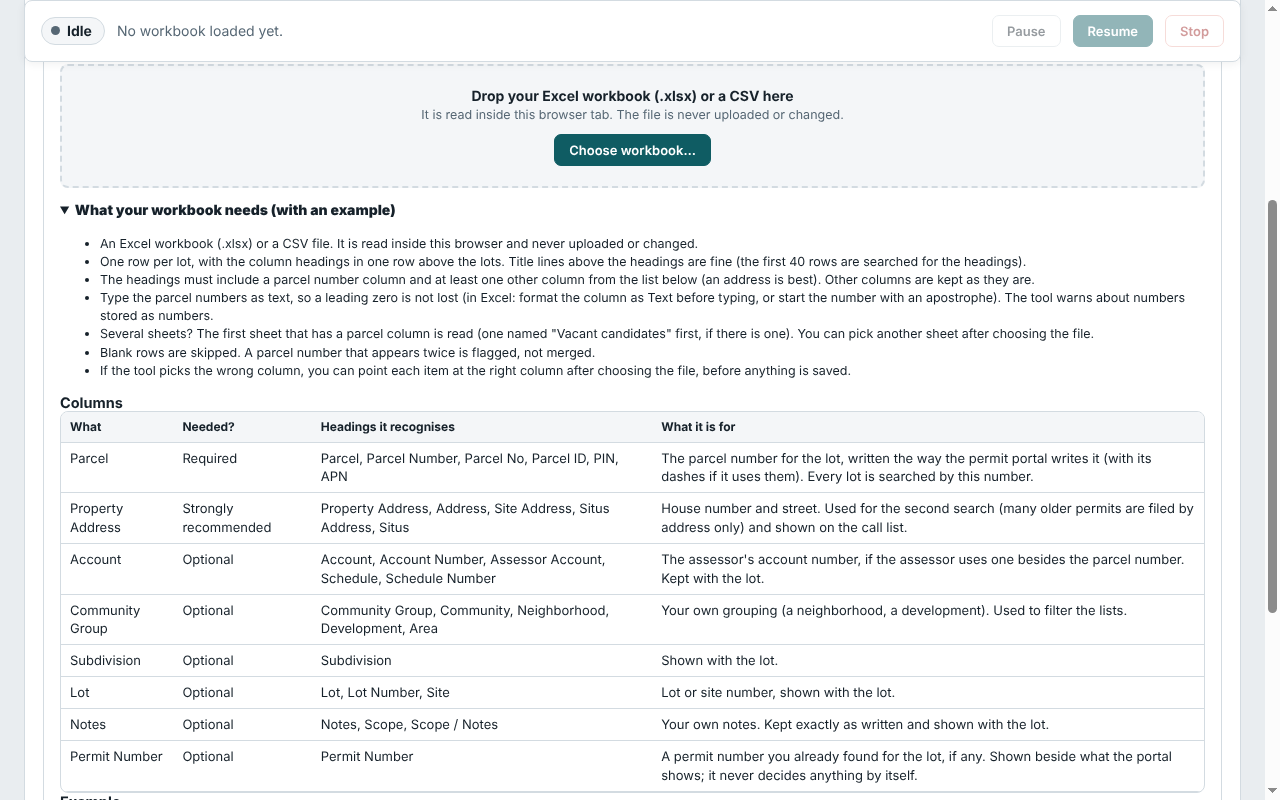 Idle
No workbook loaded yet.
Pause
Resume
Stop
Drop your Excel workbook (.xlsx) or a CSV here
It is read inside this browser tab. The file is never uploaded or changed.
Choose workbook...
▼ What your workbook needs (with an example)
• An Excel workbook (.xlsx) or a CSV file. It is read inside this browser and never uploaded or changed.
• One row per lot, with the column headings in one row above the lots. Title lines above the headings are fine (the first 40 rows are searched for the headings).
• The headings must include a parcel number column and at least one other column from the list below (an address is best). Other columns are kept as they are.
• Type the parcel numbers as text, so a leading zero is not lost (in Excel: format the column as Text before typing, or start the number with an apostrophe). The tool warns about numbers
stored as numbers.
• Several sheets? The first sheet that has a parcel column is read (one named "Vacant candidates" first, if there is one). You can pick another sheet after choosing the file.
• Blank rows are skipped. A parcel number that appears twice is flagged, not merged.
• If the tool picks the wrong column, you can point each item at the right column after choosing the file, before anything is saved.
Columns
What Needed? Headings it recognises What it is for
Parcel Required Parcel, Parcel Number, Parcel No, Parcel ID, PIN, The parcel number for the lot, written the way the permit portal writes it (with its
APN dashes if it uses them). Every lot is searched by this number.
Property Strongly Property Address, Address, Site Address, Situs House number and street. Used for the second search (many older permits are filed by
Address recommended Address, Situs address only) and shown on the call list.
Account Optional Account, Account Number, Assessor Account, The assessor's account number, if the assessor uses one besides the parcel number.
Schedule, Schedule Number Kept with the lot.
Community Optional Community Group, Community, Neighborhood, Your own grouping (a neighborhood, a development). Used to filter the lists.
Group Development, Area
Subdivision Optional Subdivision Shown with the lot.
Lot Optional Lot, Lot Number, Site Lot or site number, shown with the lot.
Notes Optional Notes, Scope, Scope / Notes Your own notes. Kept exactly as written and shown with the lot.
Permit Number Optional Permit Number A permit number you already found for the lot, if any. Shown beside what the portal
shows; it never decides anything by itself.